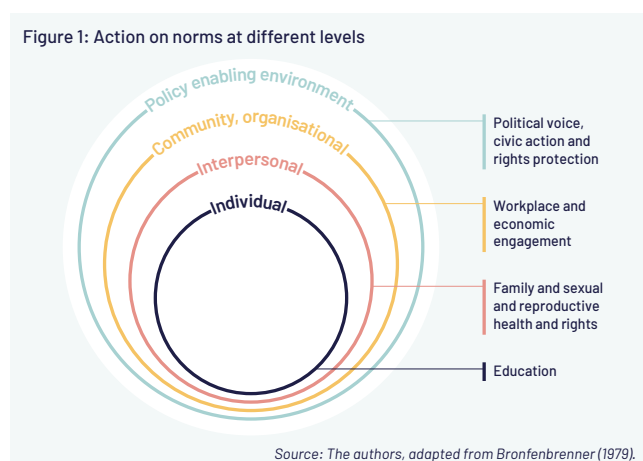 Figure 1: Action on norms at different levels
Policy enabling environment
Community, organisational
Interpersonal
Individual
Political voice,
civic action and
rights protection
Workplace and
economic
engagement
Family and sexual
and reproductive
health and rights
Education
Source: The authors, adapted from Bronfenbrenner (1979).